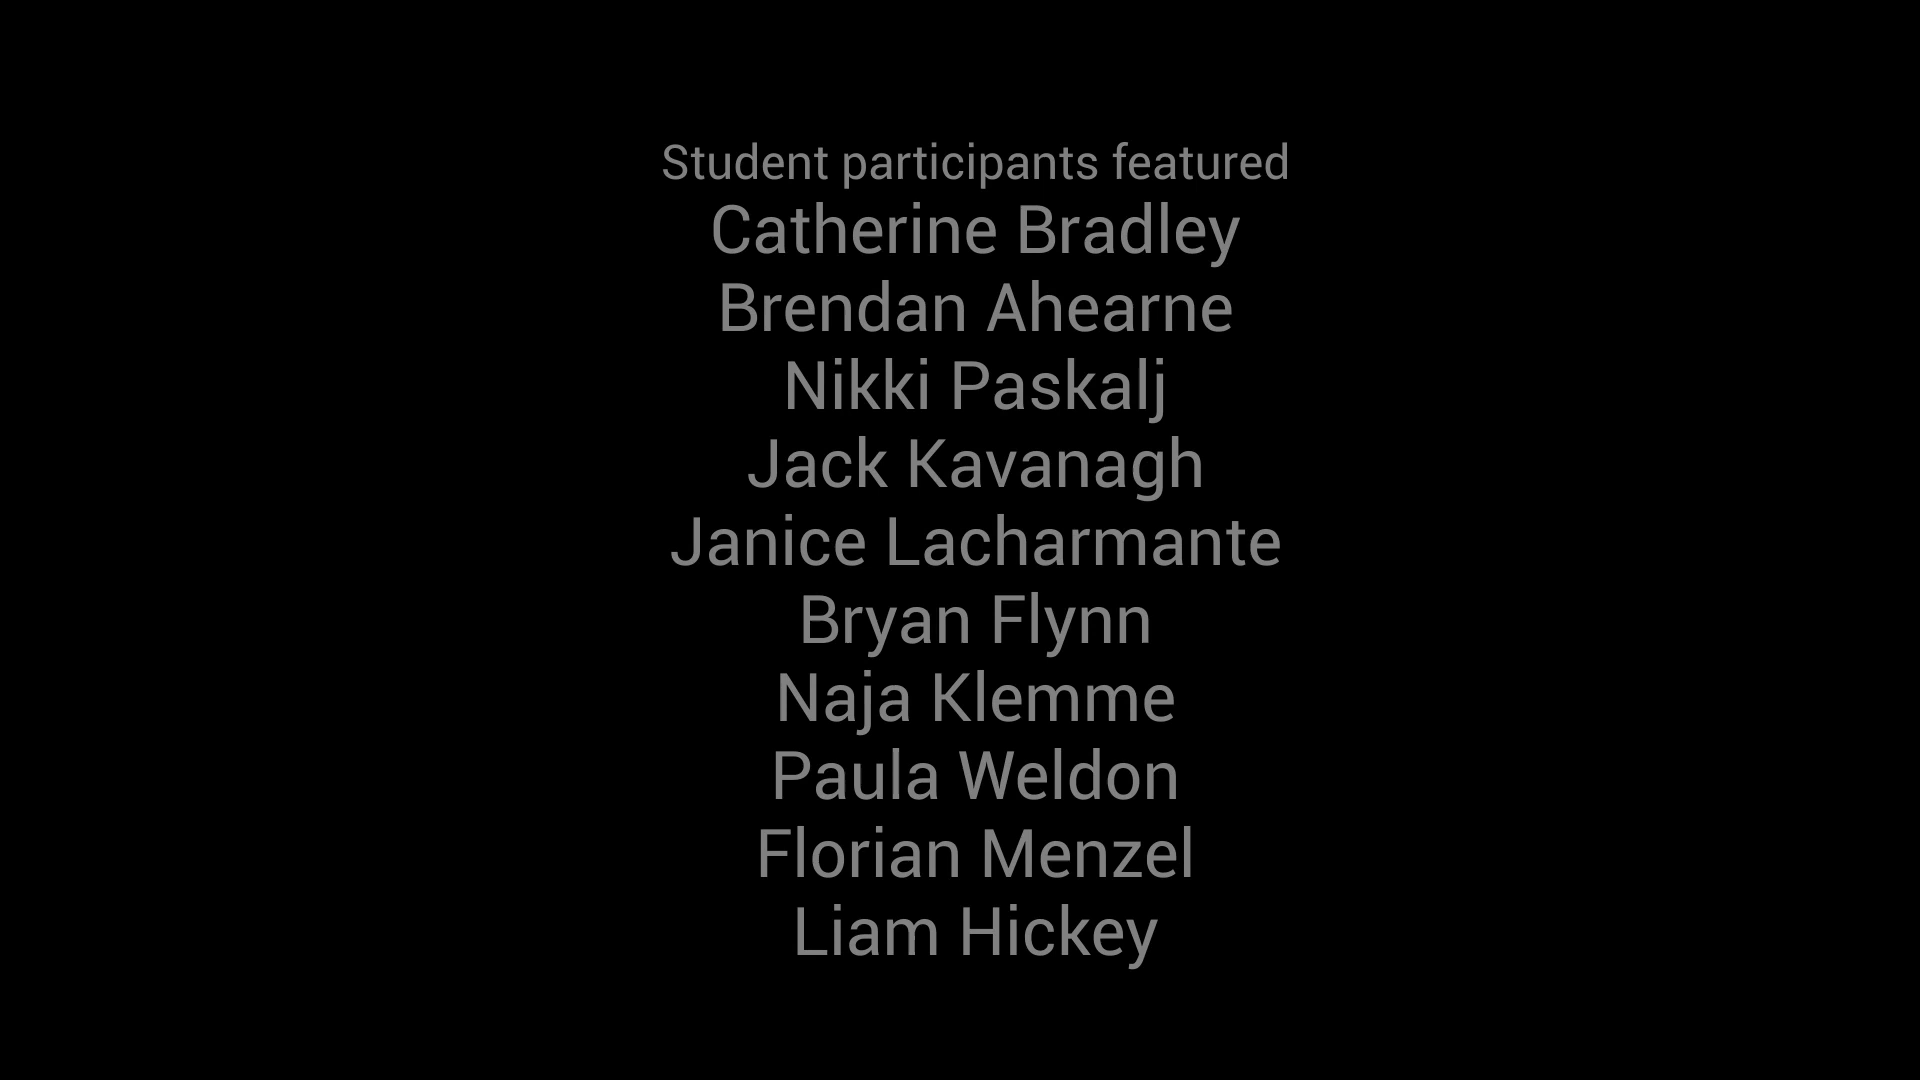 Student participants featured
Catherine Bradley
Brendan Ahearne
Nikki Paskalj
Jack Kavanagh
Janice Lacharmante
Bryan Flynn
Naja Klemme
Paula Weldon
Florian Menzel
Liam Hickey